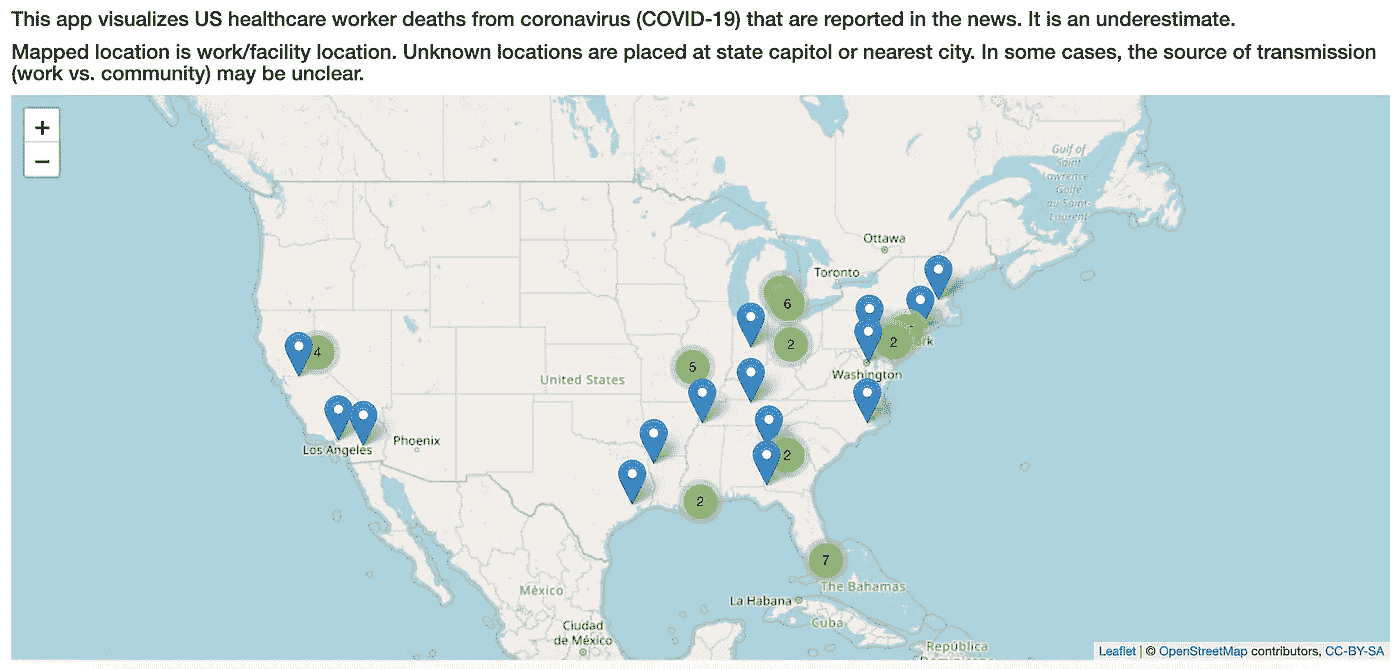 This app visualizes US healthcare worker deaths from coronavirus (COVID-19) that are reported in the news. It is an underestimate.
Mapped location is work/facility location. Unknown locations are placed at state capitol or nearest city. In some cases, the source of transmission
(work vs. community) may be unclear.
+
−
Gulf of
Saint
Lawrence
Golfe
du Saint-
Laurent
Ottawa
Toronto
6
4
2
2
rk
5
Washington
United States
Phoenix
Los Angeles
2
2
7
The Bahamas
México
La Habana
Cuba
Ciudad
de México
República
Leaflet | © OpenStreetMap contributors, CC-BY-SA